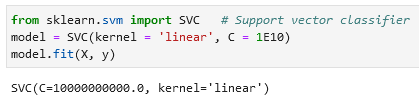 from sklearn.svm import SVC   # Support vector classifier
model = SVC(kernel = 'linear', C = 1E10)
model.fit(X, y)
SVC(C=10000000000.0, kernel='linear')